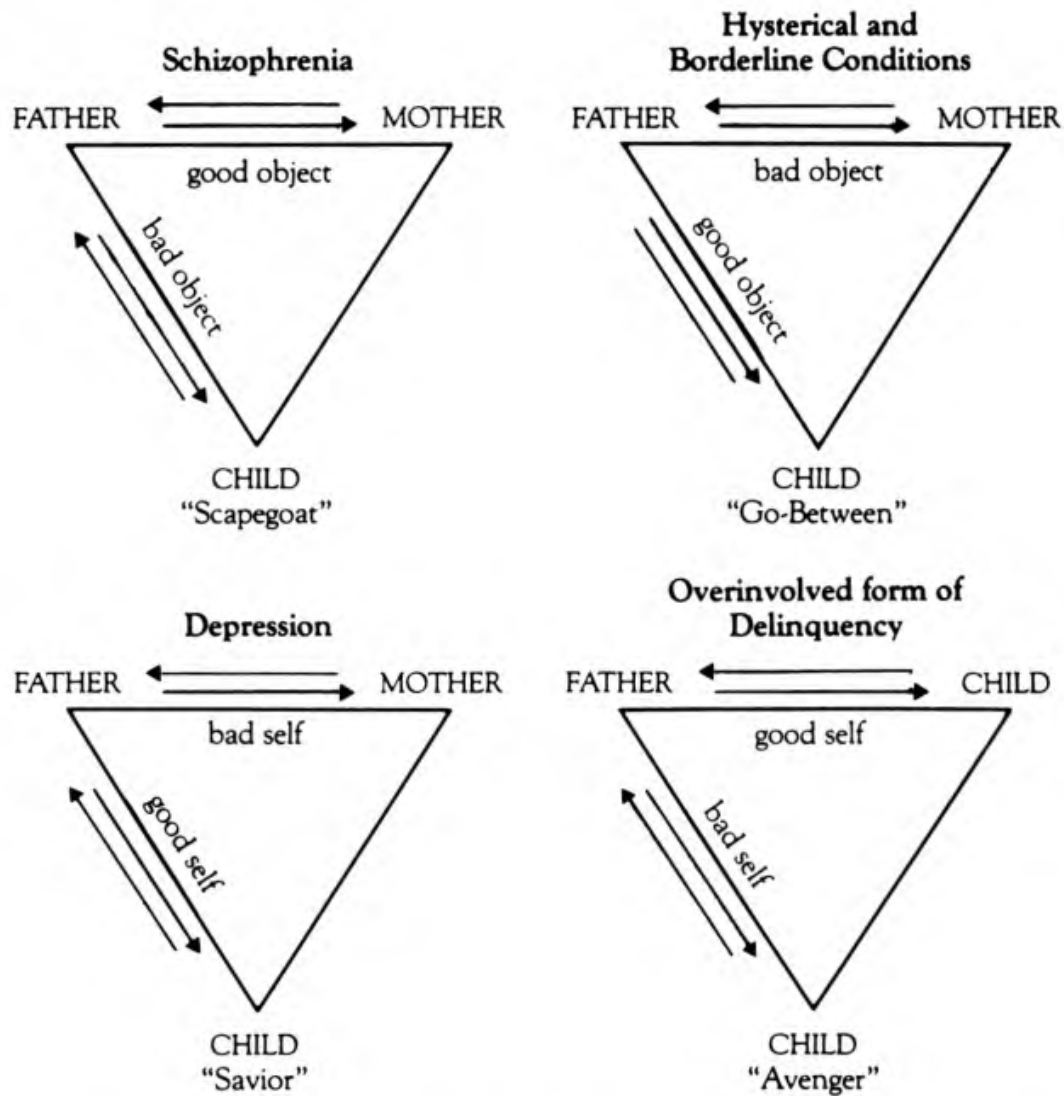 Schizophrenia
FATHER MOTHER
good object
bad object
CHILD
“Scapegoat”
Hysterical and
Borderline Conditions
FATHER MOTHER
bad object
good object
CHILD
“Go-Between”
Depression
FATHER MOTHER
bad self
good self
CHILD
“Savior”
Overinvolved form of
Delinquency
FATHER CHILD
good self
bad self
CHILD
“Avenger”